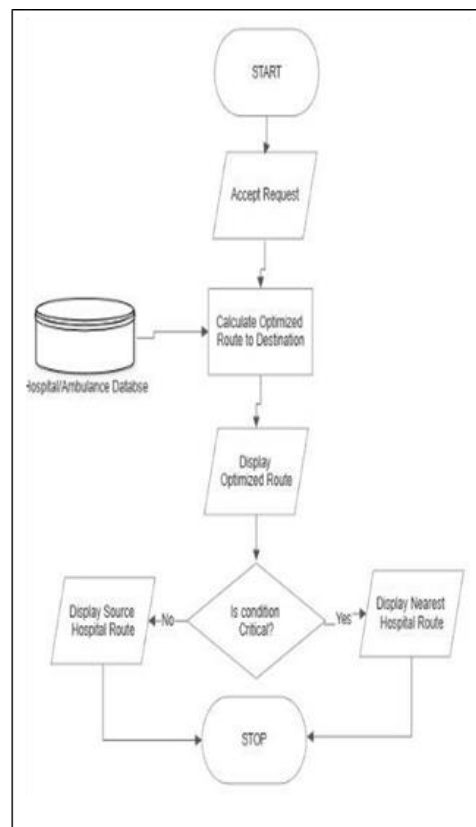 START
Accept Request
Calculate Optimized
Route to Destination
Hospital/Ambulance Databse
Display
Optimized Route
Is condition
Critical?
No
Yes
Display Source
Hospital Route
Display Nearest
Hospital Route
STOP